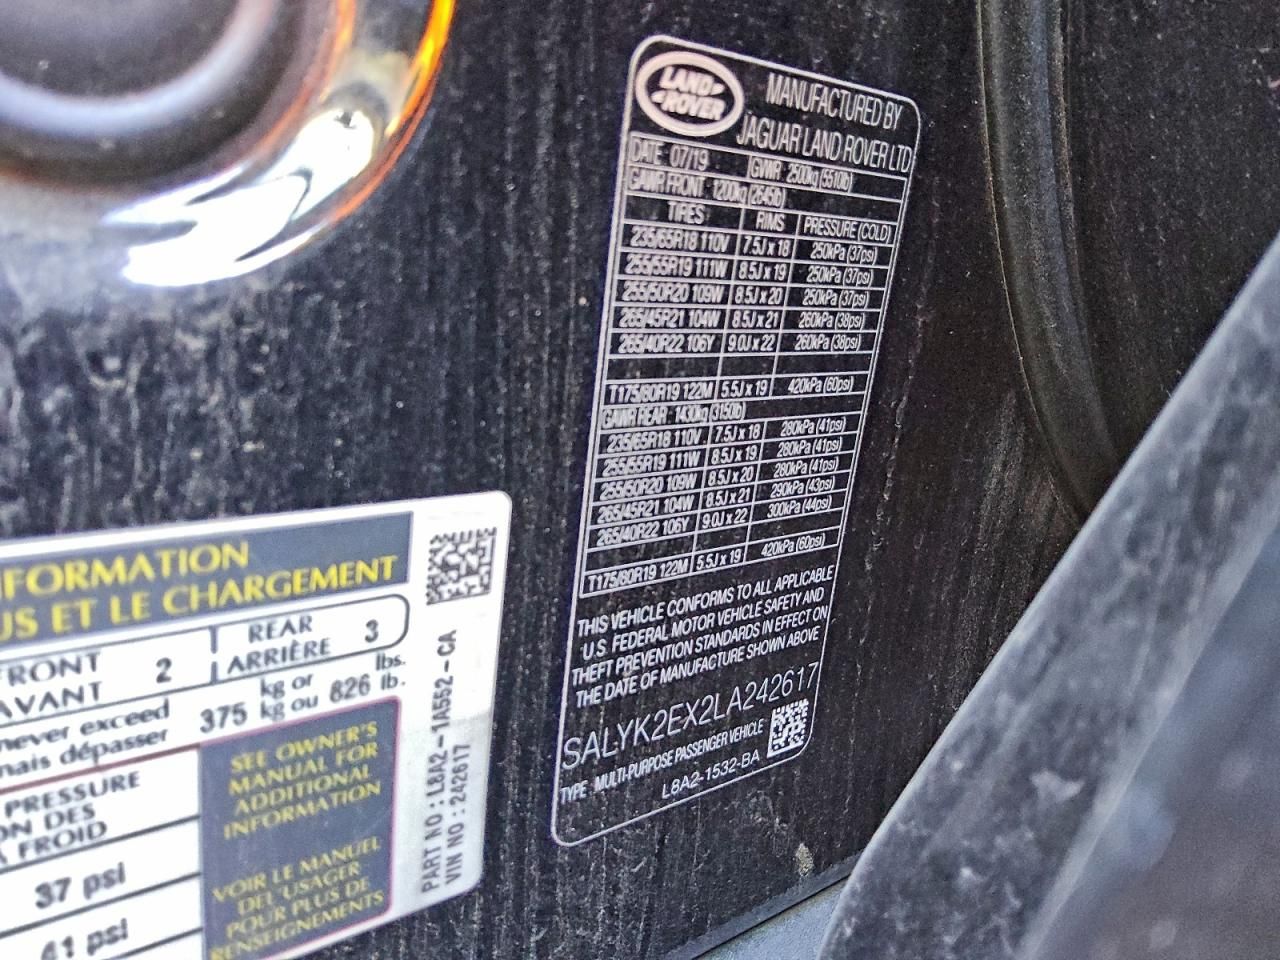 LAND ROVER
MANUFACTURED BY
JAGUAR LAND ROVER LTD
DATE 07/19 GWR 2500kg (5510lb)
GAWR FRONT 1200kg (2645lb)
TIRES RIMS PRESSURE (COLD)
235/65R18 110V 7.5J x 18 250kPa (37psi)
255/55R19 111W 8.5J x 19 250kPa (37psi)
255/50R20 109W 8.5J x 20 250kPa (37psi)
265/45R21 104W 8.5J x 21 260kPa (38psi)
265/40R22 106Y 9.0J x 22 260kPa (38psi)
T175/80R19 122M 5.5J x 19 420kPa (60psi)
GAWR REAR 1430kg (3150lb)
235/65R18 110V 7.5J x 18 280kPa (41psi)
255/55R19 111W 8.5J x 19 280kPa (41psi)
255/50R20 109W 8.5J x 20 280kPa (41psi)
265/45R21 104W 8.5J x 21 290kPa (43psi)
265/40R22 106Y 9.0J x 22 300kPa (44psi)
T175/80R19 122M 5.5J x 19 420kPa (60psi)
THIS VEHICLE CONFORMS TO ALL APPLICABLE
U.S. FEDERAL MOTOR VEHICLE SAFETY AND
THEFT PREVENTION STANDARDS IN EFFECT ON
THE DATE OF MANUFACTURE SHOWN ABOVE
SALYK2EX2LA242617
TYPE MULTI-PURPOSE PASSENGER VEHICLE
L8A2-1532-BA
NFORMATION
US ET LE CHARGEMENT
FRONT
AVANT 2
REAR
ARRIÈRE 3
never exceed
mais dépasser
375 kg or
kg ou 826 lbs.
lb.
PRESSURE
ON DES
À FROID
37 psi
41 psi
SEE OWNER'S
MANUAL FOR
ADDITIONAL
INFORMATION
VOIR LE MANUEL
DE L'USAGER
POUR PLUS DE
RENSEIGNEMENTS
PART NO : L8A2-1A552-CA
VIN NO : 242617